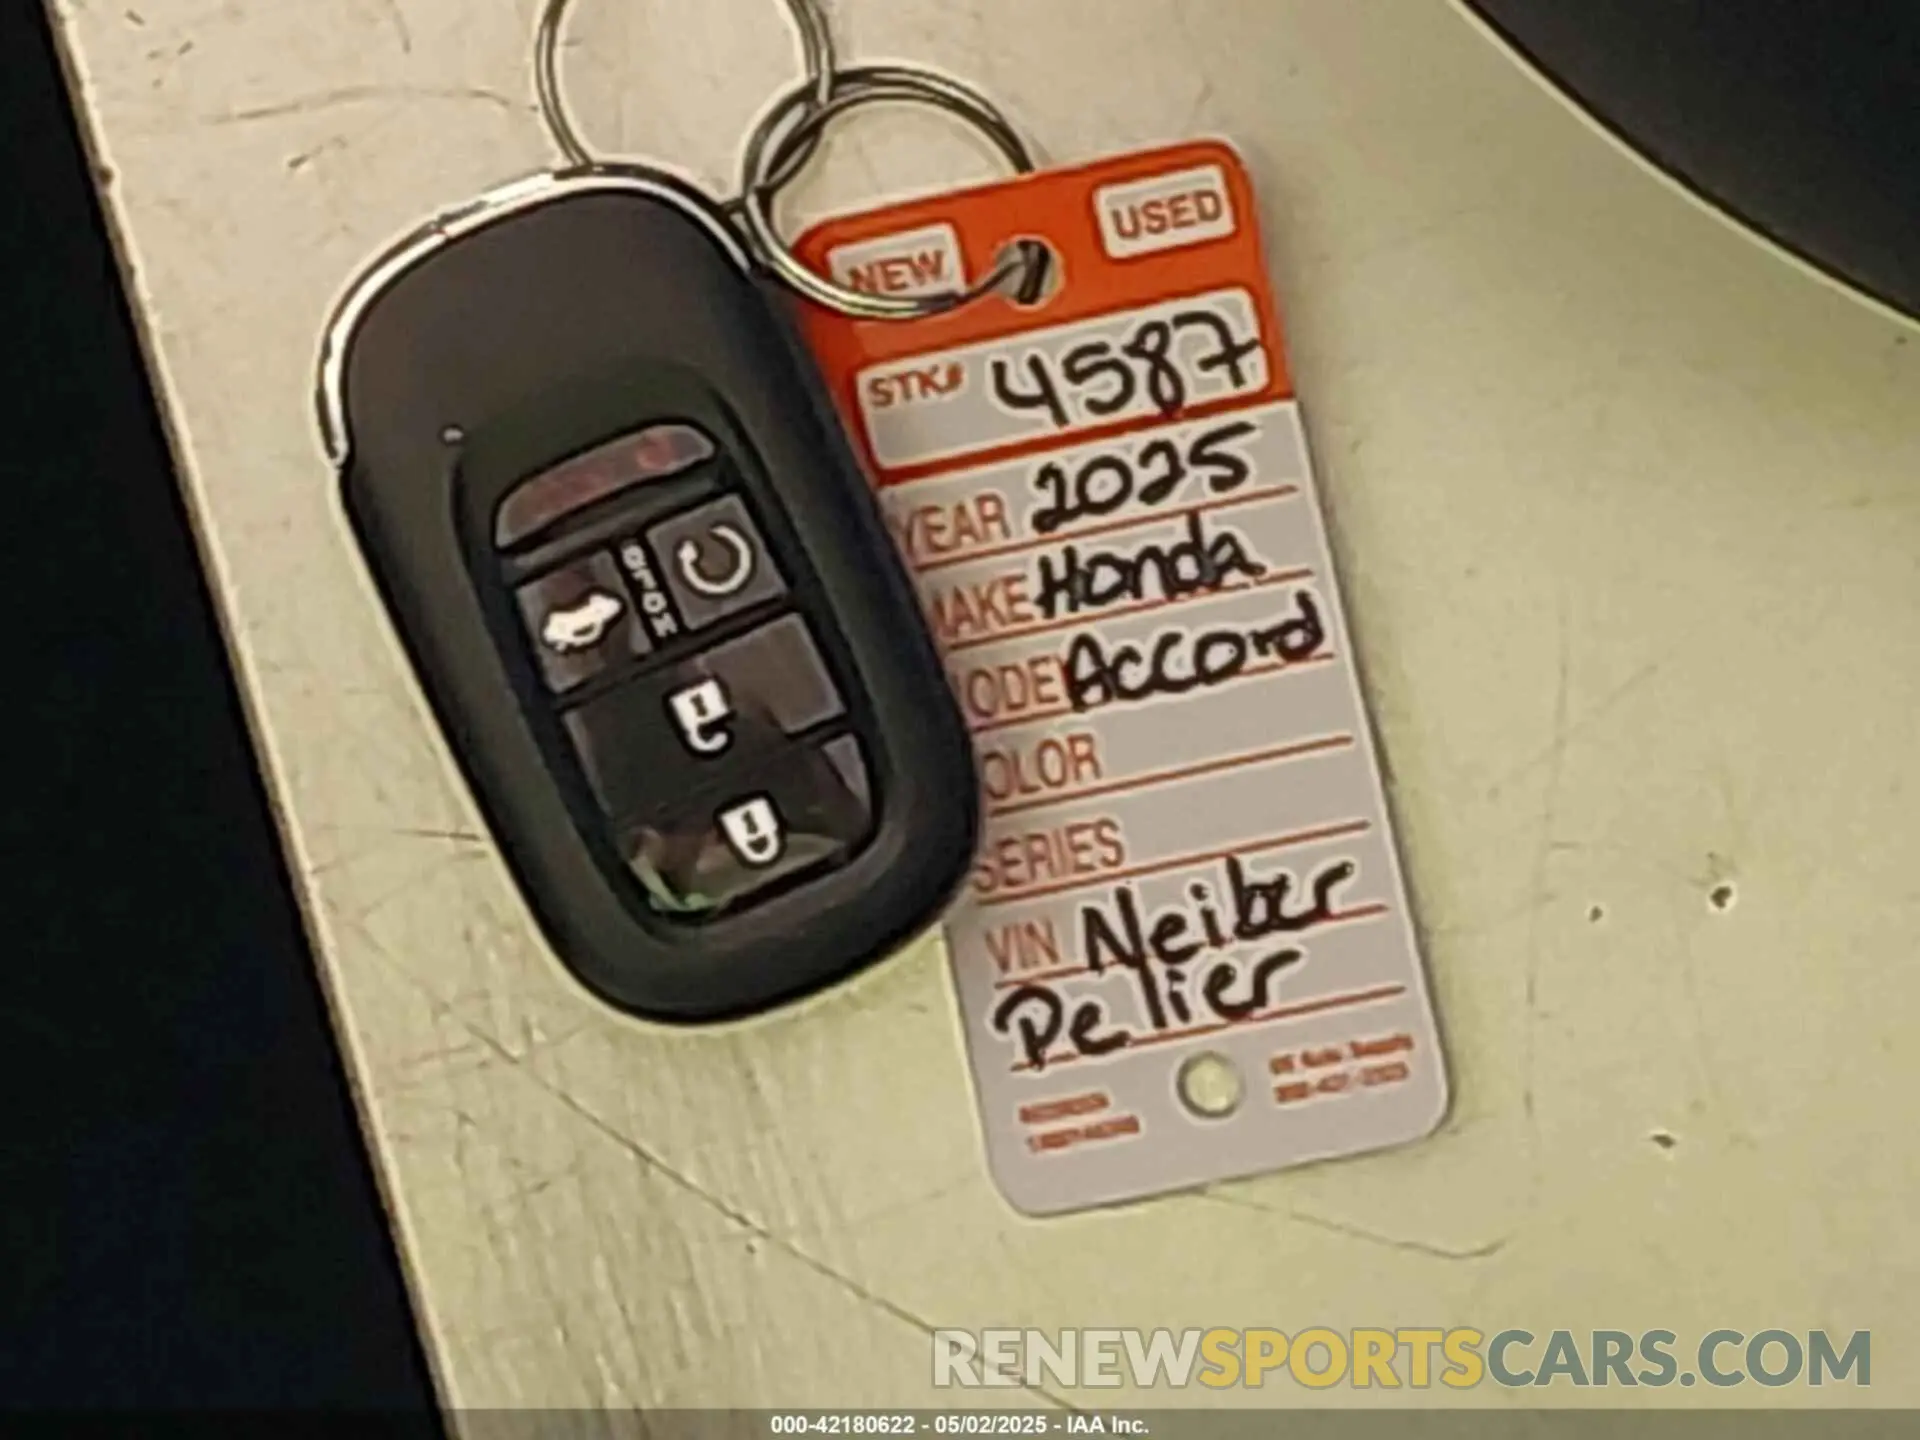 NEW
USED
STK# 4587
YEAR 2025
MAKE Honda
MODEL Accord
COLOR
SERIES
VIN Neiber
Pelier
HOLD
RENEWSPORTSCARS.COM
000-42180622 - 05/02/2025 - IAA Inc.